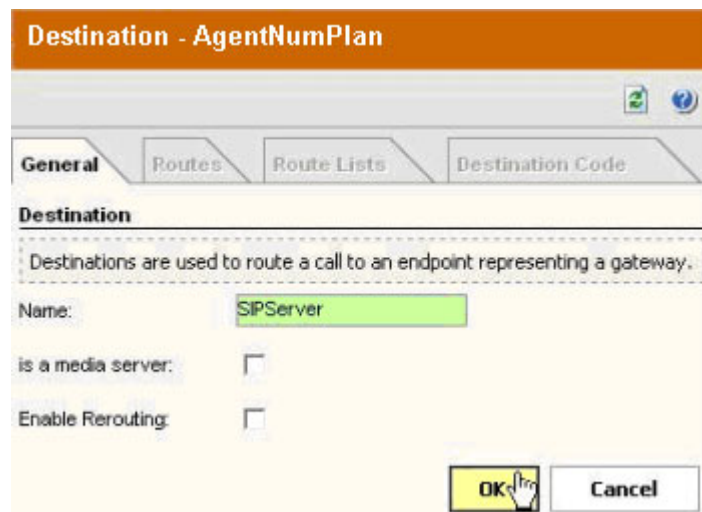 Destination - AgentNumPlan
General Routes Route Lists Destination Code
Destination
Destinations are used to route a call to an endpoint representing a gateway.
Name: SIPServer
is a media server:
Enable Rerouting:
OK Cancel